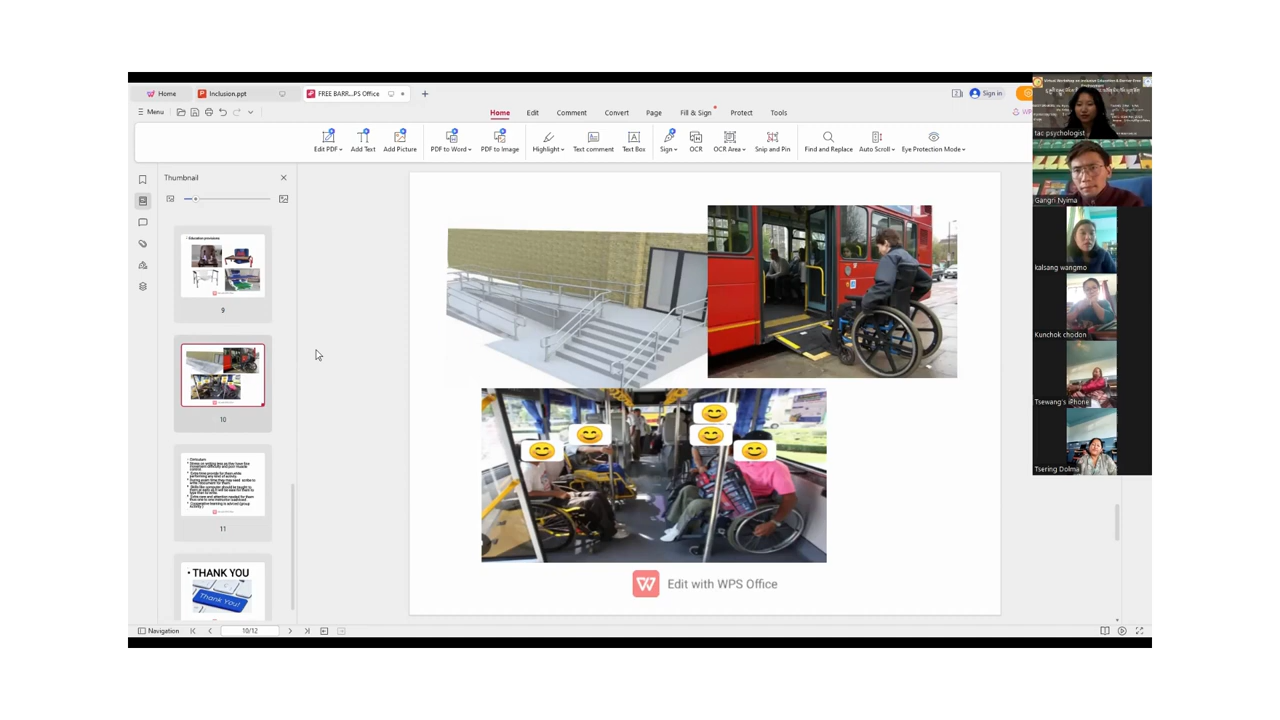 Home
Inclusion.ppt
FREE BARR...PS Office
+
Sign in
Menu
Home
Edit
Comment
Convert
Page
Fill & Sign
Protect
Tools
Edit PDF
Add Text
Add Picture
PDF to Word
PDF to Image
Highlight
Text comment
Text Box
Sign
OCR
OCR Area
Snip and Pin
Find and Replace
Auto Scroll
Eye Protection Mode
Thumbnail
9
10
11
• THANK YOU
Thank You!
Edit with WPS Office
tac psychologist
Gangri Nyima
kalsang wangmo
Kunchok chodon
Tsewang's iPhone
Tsering Dolma
Navigation
10/12